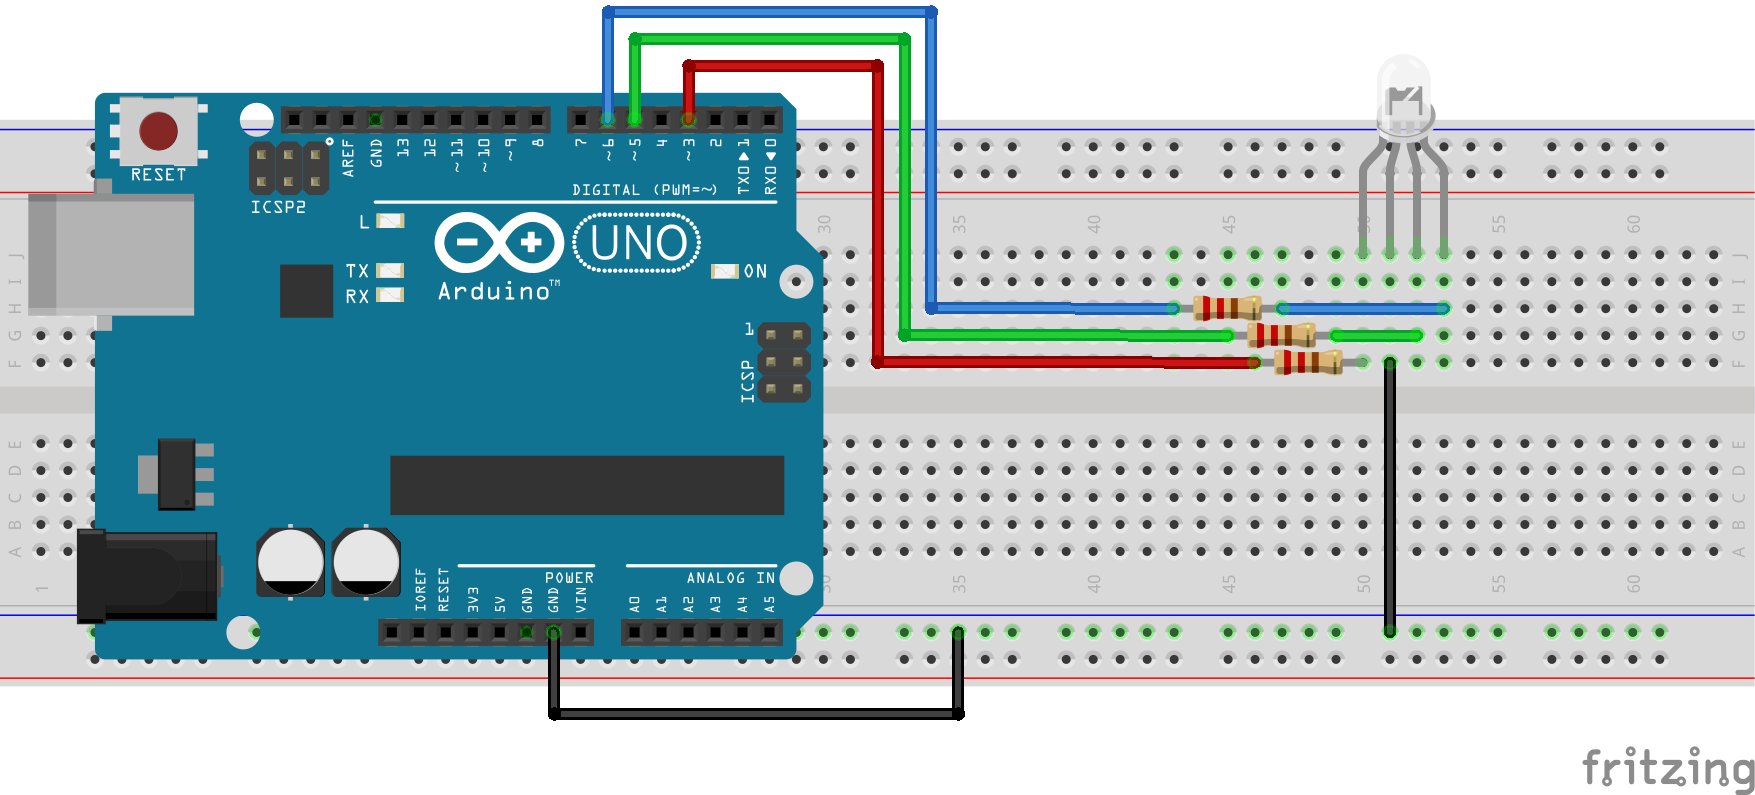 RESET
ICSP2
AREF
GND
13
12
~11
~10
~9
8
7
~6
~5
4
~3
2
TX0▶1
RX0◀0
DIGITAL (PWM=~)
L
TX
RX
UNO
ON
Arduino™
1
ICSP
30 35 40 45 50 55 60
J
I
H
G
F
J
I
H
G
F
E
D
C
B
A
E
D
C
B
A
1 30 35 40 45 50 55 60
POWER
ANALOG IN
IOREF
RESET
3V3
5V
GND
GND
VIN
A0
A1
A2
A3
A4
A5
fritzing